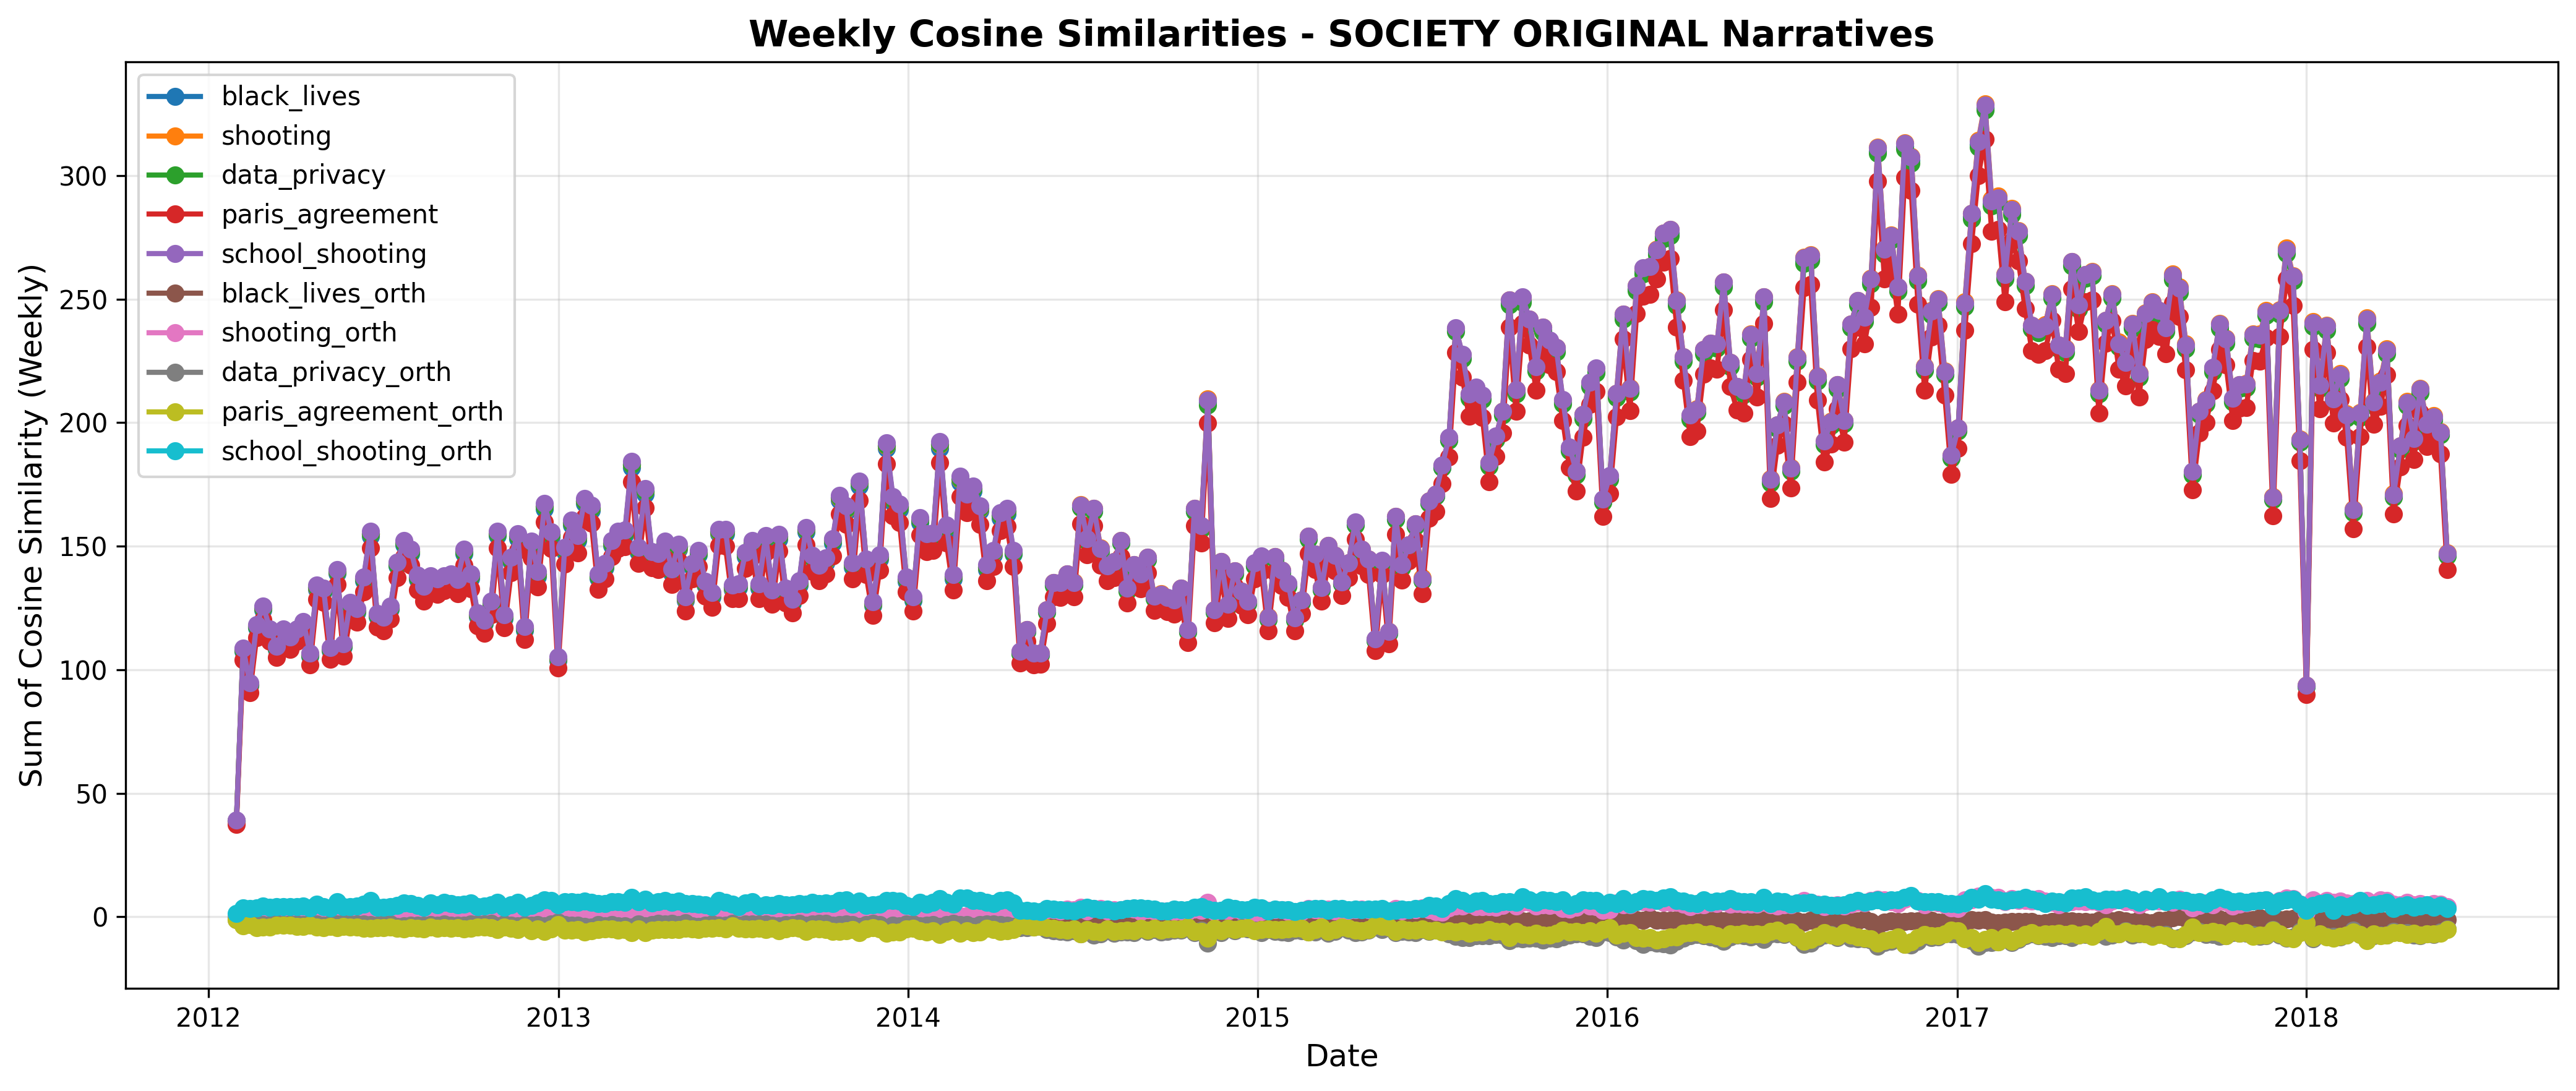 Weekly Cosine Similarities - SOCIETY ORIGINAL Narratives
black_lives
shooting
data_privacy
paris_agreement
school_shooting
black_lives_orth
shooting_orth
data_privacy_orth
paris_agreement_orth
school_shooting_orth
Sum of Cosine Similarity (Weekly)
300
250
200
150
100
50
0
2012 2013 2014 2015 2016 2017 2018
Date